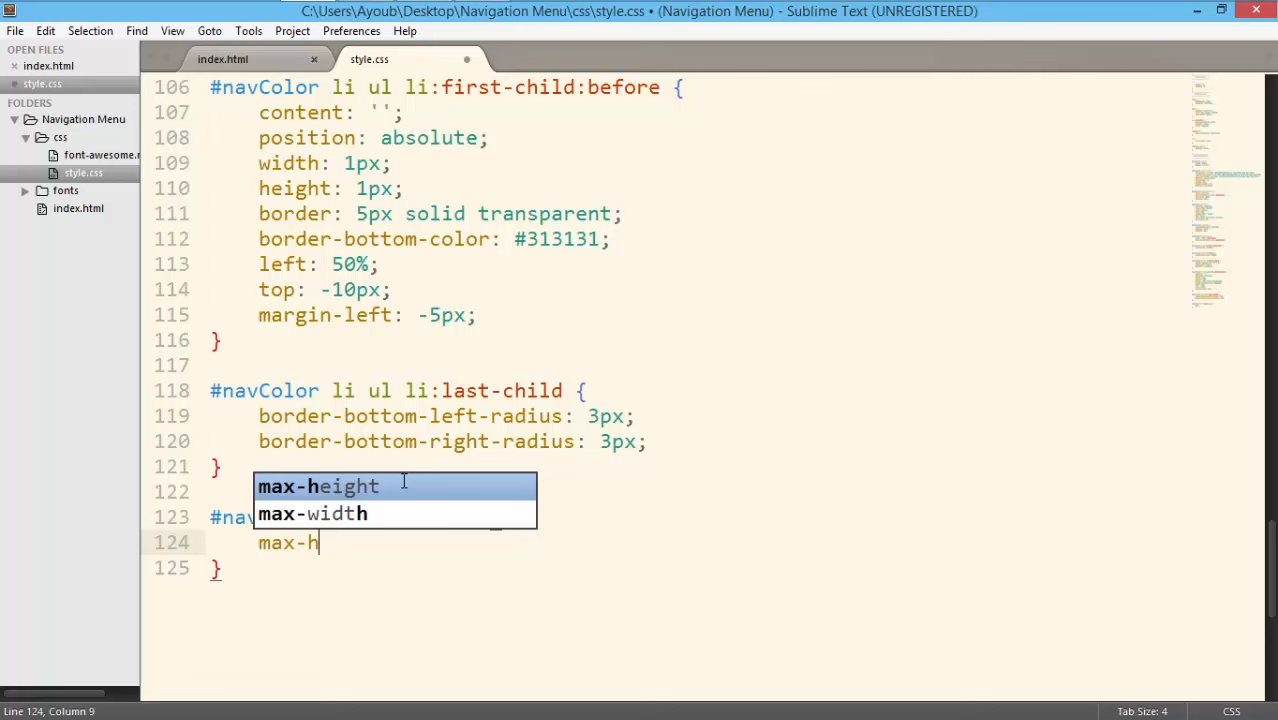 C:\Users\Ayoub\Desktop\Navigation Menu\css\style.css • (Navigation Menu) - Sublime Text (UNREGISTERED)
File Edit Selection Find View Goto Tools Project Preferences Help
OPEN FILES
index.html
style.css
FOLDERS
Navigation Menu
css
font-awesome.m
style.css
fonts
index.html
index.html
style.css
106 #navColor li ul li:first-child:before {
107 content: '';
108 position: absolute;
109 width: 1px;
110 height: 1px;
111 border: 5px solid transparent;
112 border-bottom-color: #313131;
113 left: 50%;
114 top: -10px;
115 margin-left: -5px;
116 }
117
118 #navColor li ul li:last-child {
119 border-bottom-left-radius: 3px;
120 border-bottom-right-radius: 3px;
121 }
122 max-height
max-width
123 #nav
124 max-h
125 }
Line 124, Column 9
Tab Size: 4
CSS